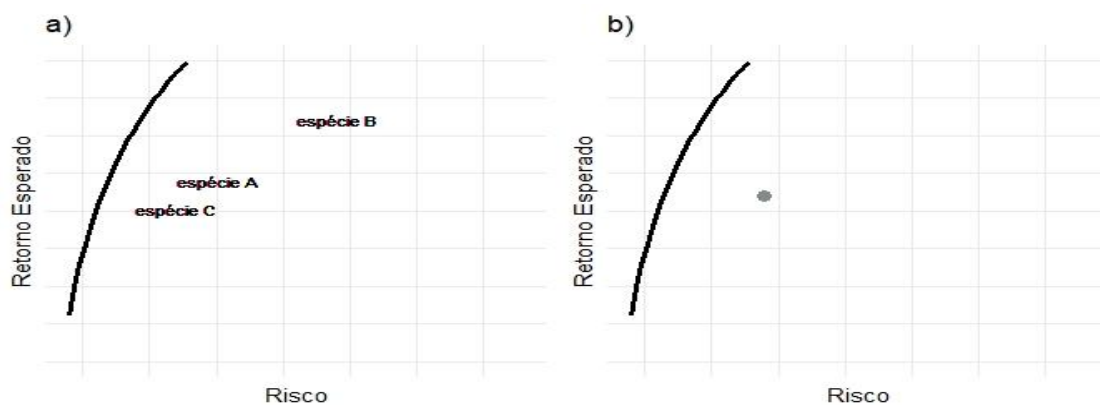 a)
Retorno Esperado
espécie B
espécie A
espécie C
Risco
b)
Retorno Esperado
Risco